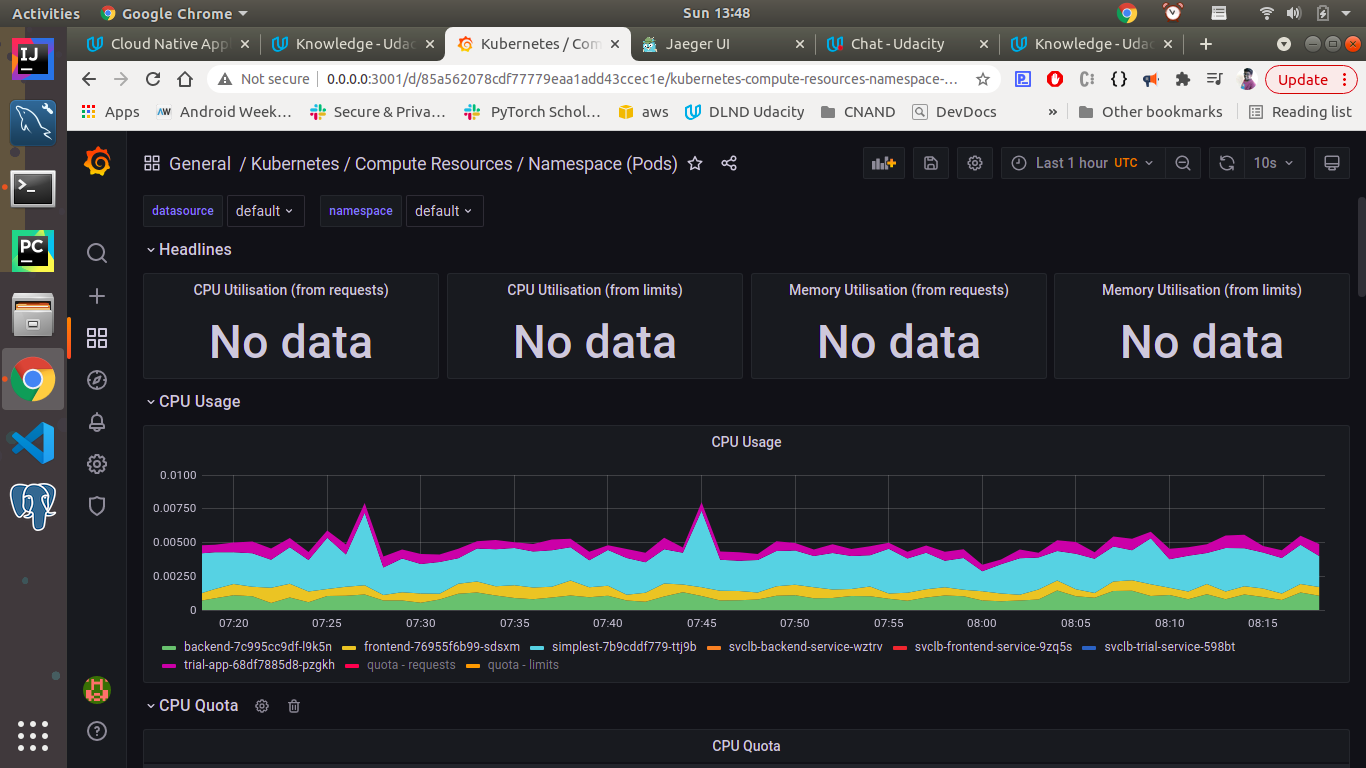 Activities Google Chrome Sun 13:48
Cloud Native App Knowledge - Udac Kubernetes / Com Jaeger UI Chat - Udacity Knowledge - Udac
Not secure 0.0.0.0:3001/d/85a562078cdf77779eaa1add43ccec1e/kubernetes-compute-resources-namespace-... Update
Apps AW Android Week... Secure & Priva... PyTorch Schol... aws DLND Udacity CNAND DevDocs » Other bookmarks Reading list
General / Kubernetes / Compute Resources / Namespace (Pods) Last 1 hour UTC 10s
datasource default namespace default
Headlines
CPU Utilisation (from requests) CPU Utilisation (from limits) Memory Utilisation (from requests) Memory Utilisation (from limits)
No data No data No data No data
CPU Usage
CPU Usage
0.0100
0.00750
0.00500
0.00250
0
07:20 07:25 07:30 07:35 07:40 07:45 07:50 07:55 08:00 08:05 08:10 08:15
backend-7c995cc9df-l9k5n frontend-76955f6b99-sdsxm simplest-7b9cddf779-ttj9b svclb-backend-service-wztrv svclb-frontend-service-9zq5s svclb-trial-service-598bt
trial-app-68df7885d8-pzgkh quota - requests quota - limits
CPU Quota
CPU Quota
IJ
PC